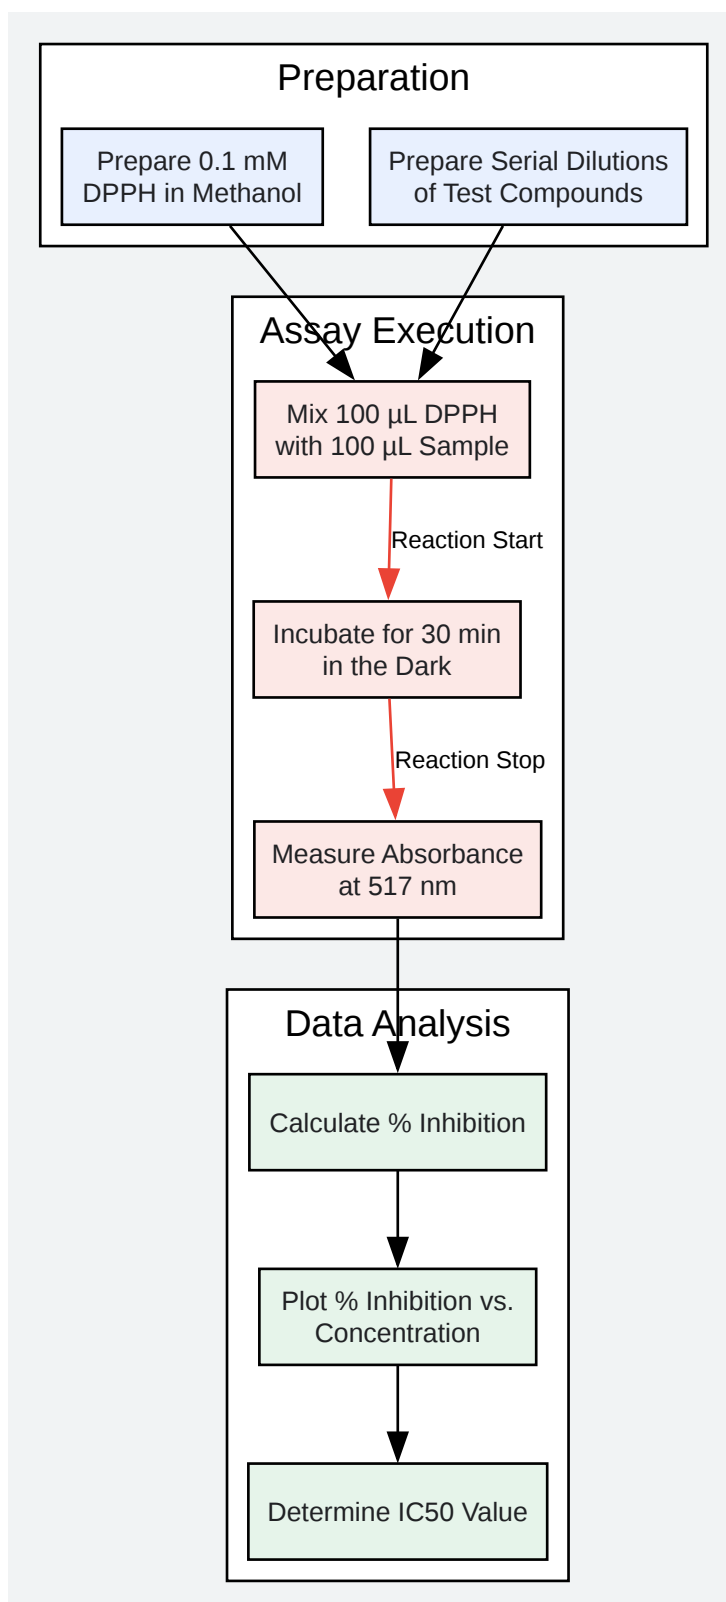 Preparation
Prepare 0.1 mM
DPPH in Methanol
Prepare Serial Dilutions
of Test Compounds
Assay Execution
Mix 100 µL DPPH
with 100 µL Sample
Reaction Start
Incubate for 30 min
in the Dark
Reaction Stop
Measure Absorbance
at 517 nm
Data Analysis
Calculate % Inhibition
Plot % Inhibition vs.
Concentration
Determine IC50 Value